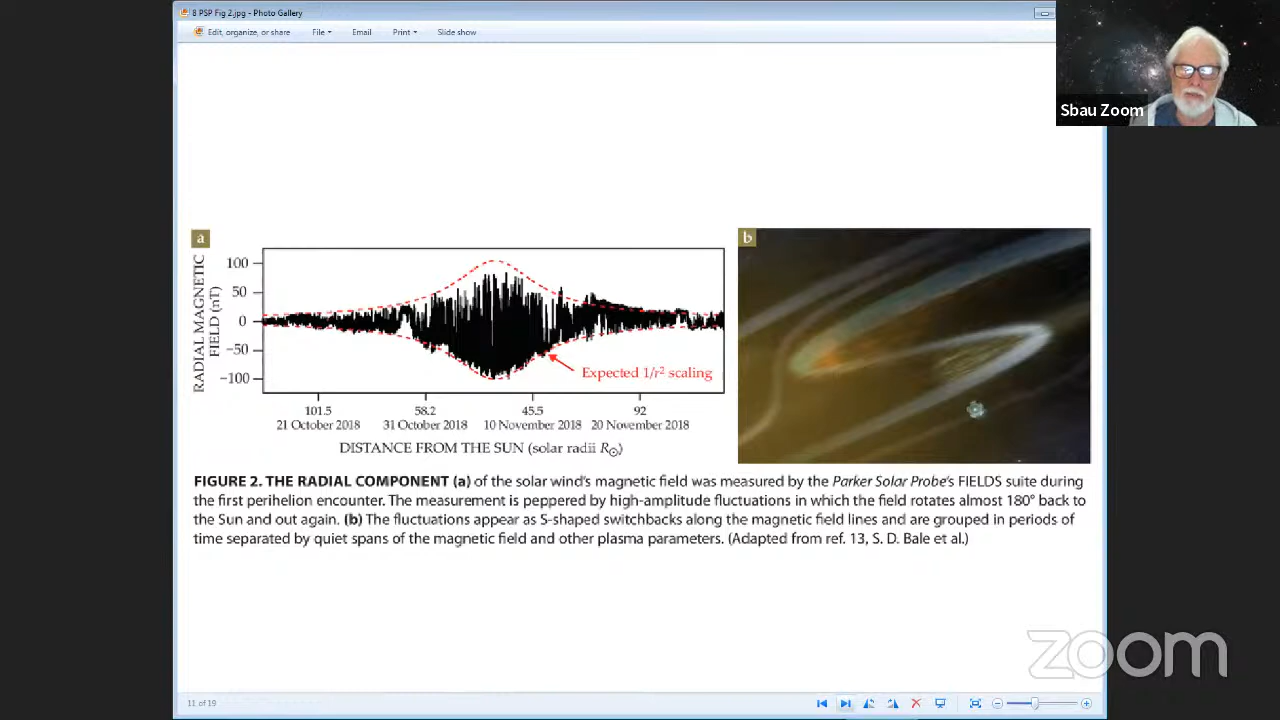 8 PSP Fig 2.jpg - Photo Gallery
Edit, organize, or share File Email Print Slide show
Sbau Zoom
a
b
RADIAL MAGNETIC
FIELD (nT)
100
50
0
−50
−100
Expected 1/r² scaling
101.5 58.2 45.5 92
21 October 2018 31 October 2018 10 November 2018 20 November 2018
DISTANCE FROM THE SUN (solar radii R☉)
FIGURE 2. THE RADIAL COMPONENT (a) of the solar wind's magnetic field was measured by the Parker Solar Probe's FIELDS suite during
the first perihelion encounter. The measurement is peppered by high-amplitude fluctuations in which the field rotates almost 180° back to
the Sun and out again. (b) The fluctuations appear as S-shaped switchbacks along the magnetic field lines and are grouped in periods of
time separated by quiet spans of the magnetic field and other plasma parameters. (Adapted from ref. 13, S. D. Bale et al.)
zoom
11 of 19